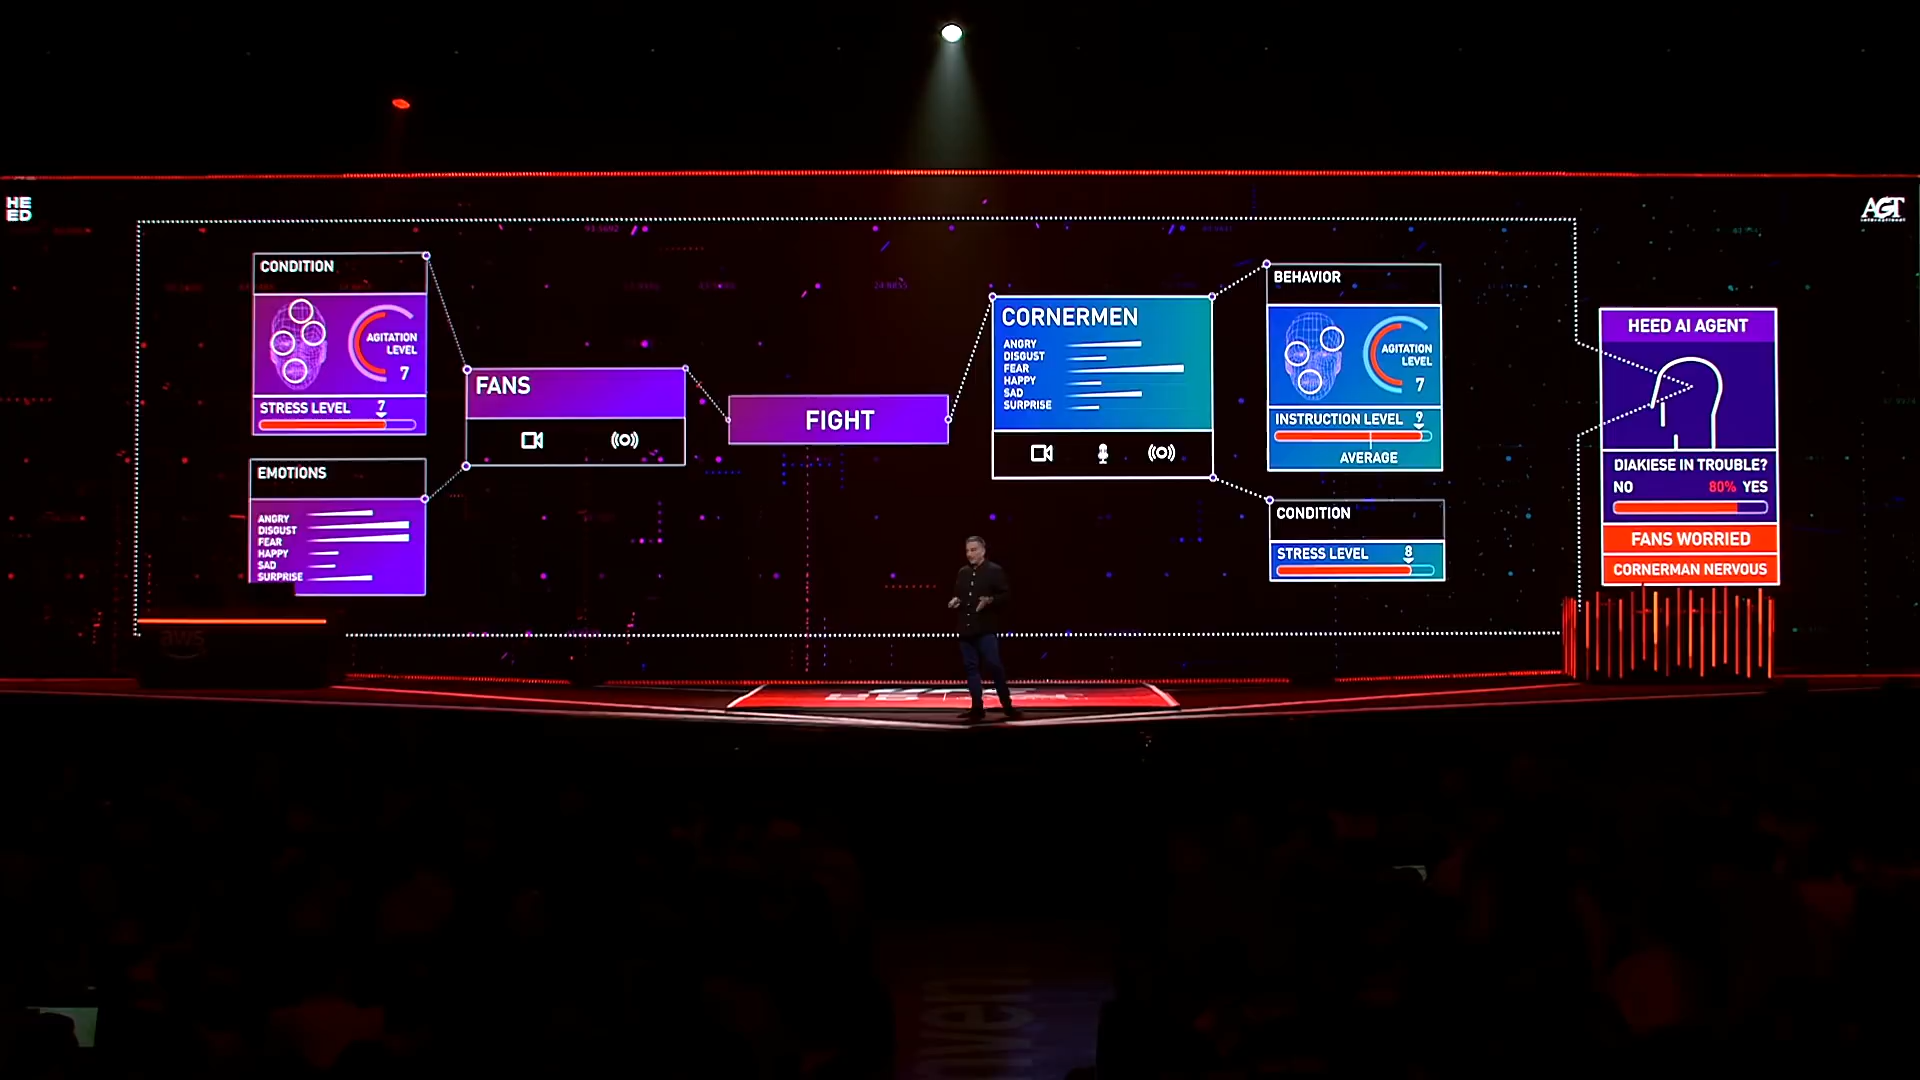 HE
ED
AGT
International
CONDITION
AGITATION
LEVEL
7
STRESS LEVEL 7
EMOTIONS
ANGRY
DISGUST
FEAR
HAPPY
SAD
SURPRISE
FANS
FIGHT
CORNERMEN
ANGRY
DISGUST
FEAR
HAPPY
SAD
SURPRISE
BEHAVIOR
AGITATION
LEVEL
7
INSTRUCTION LEVEL 9
AVERAGE
CONDITION
STRESS LEVEL 8
HEED AI AGENT
DIAKIESE IN TROUBLE?
NO 80% YES
FANS WORRIED
CORNERMAN NERVOUS
aws